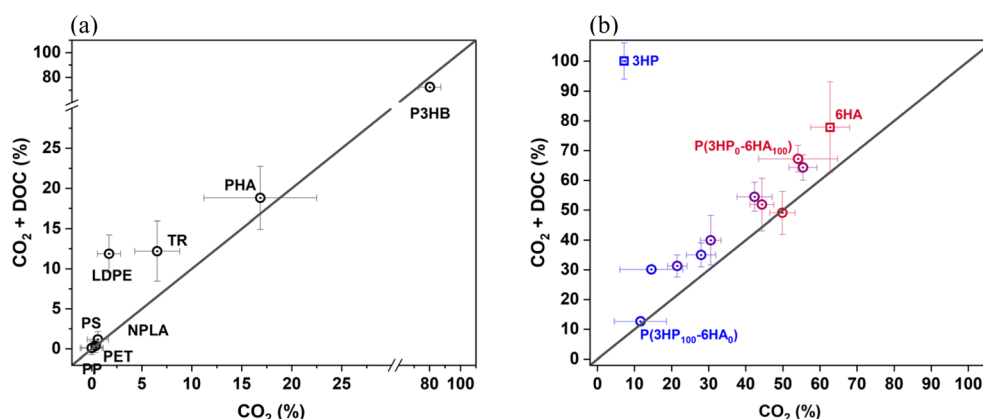 (a)
100
80
P3HB
25
20
PHA
15
TR
10
LDPE
5
PS
NPLA
0
PET
PP
0 5 10 15 20 25 80 100
CO₂ (%)
CO₂ + DOC (%)
(b)
100
3HP
90
80
6HA
70
P(3HP₀-6HA₁₀₀)
60
50
40
30
20
10
P(3HP₁₀₀-6HA₀)
0
0 10 20 30 40 50 60 70 80 90 100
CO₂ (%)
CO₂ + DOC (%)